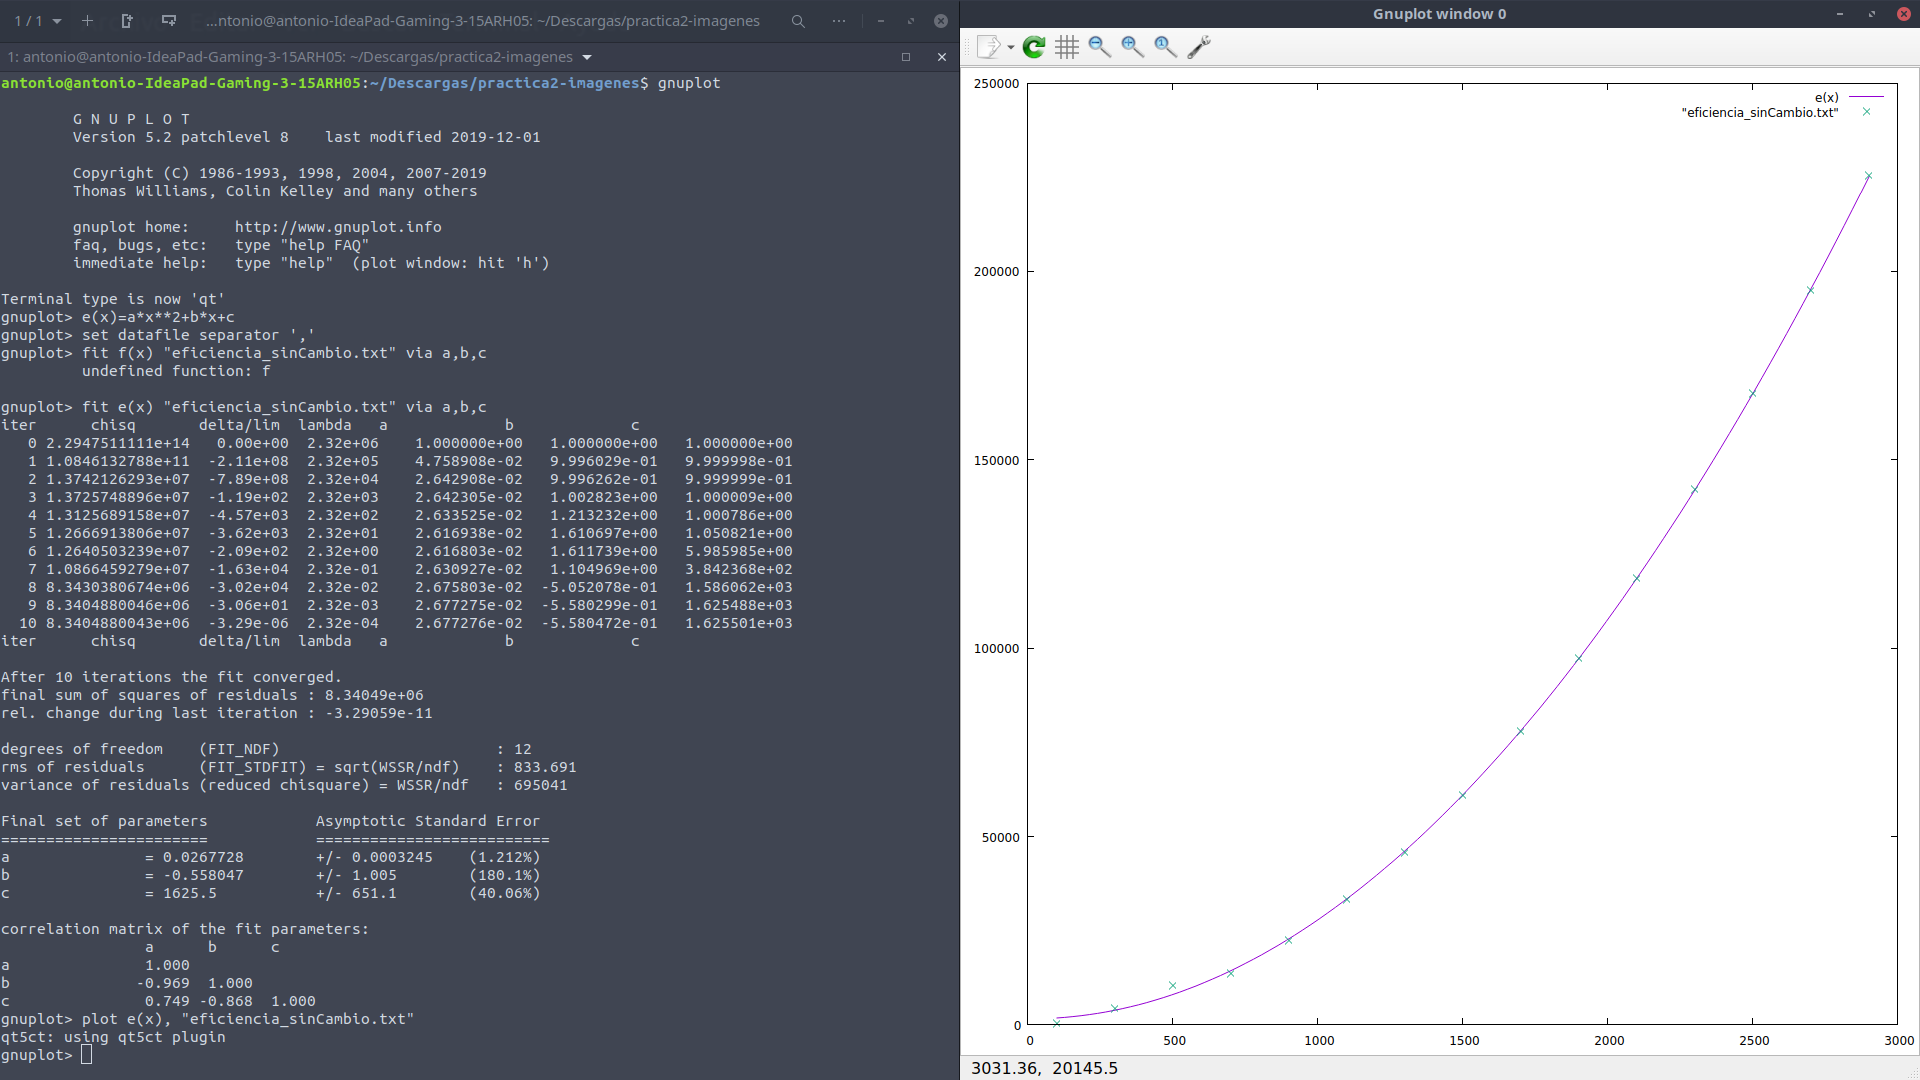 1 / 1
...ntonio@antonio-IdeaPad-Gaming-3-15ARH05: ~/Descargas/practica2-imagenes
1: antonio@antonio-IdeaPad-Gaming-3-15ARH05: ~/Descargas/practica2-imagenes
antonio@antonio-IdeaPad-Gaming-3-15ARH05:~/Descargas/practica2-imagenes$ gnuplot
G N U P L O T
Version 5.2 patchlevel 8    last modified 2019-12-01
Copyright (C) 1986-1993, 1998, 2004, 2007-2019
Thomas Williams, Colin Kelley and many others
gnuplot home:     http://www.gnuplot.info
faq, bugs, etc:   type "help FAQ"
immediate help:   type "help"  (plot window: hit 'h')
Terminal type is now 'qt'
gnuplot> e(x)=a*x**2+b*x+c
gnuplot> set datafile separator ','
gnuplot> fit f(x) "eficiencia_sinCambio.txt" via a,b,c
undefined function: f
gnuplot> fit e(x) "eficiencia_sinCambio.txt" via a,b,c
iter      chisq       delta/lim  lambda   a             b             c
0 2.2947511111e+14   0.00e+00  2.32e+06    1.000000e+00   1.000000e+00   1.000000e+00
1 1.0846132788e+11  -2.11e+08  2.32e+05    4.758908e-02   9.996029e-01   9.999998e-01
2 1.3742126293e+07  -7.89e+08  2.32e+04    2.642908e-02   9.996262e-01   9.999999e-01
3 1.3725748896e+07  -1.19e+02  2.32e+03    2.642305e-02   1.002823e+00   1.000009e+00
4 1.3125689158e+07  -4.57e+03  2.32e+02    2.633525e-02   1.213232e+00   1.000786e+00
5 1.2666913806e+07  -3.62e+03  2.32e+01    2.616938e-02   1.610697e+00   1.050821e+00
6 1.2640503239e+07  -2.09e+02  2.32e+00    2.616803e-02   1.611739e+00   5.985985e+00
7 1.0866459279e+07  -1.63e+04  2.32e-01    2.630927e-02   1.104969e+00   3.842368e+02
8 8.3430380674e+06  -3.02e+04  2.32e-02    2.675803e-02  -5.052078e-01   1.586062e+03
9 8.3404880046e+06  -3.06e+01  2.32e-03    2.677275e-02  -5.580299e-01   1.625488e+03
10 8.3404880043e+06  -3.29e-06  2.32e-04    2.677276e-02  -5.580472e-01   1.625501e+03
iter      chisq       delta/lim  lambda   a             b             c
After 10 iterations the fit converged.
final sum of squares of residuals : 8.34049e+06
rel. change during last iteration : -3.29059e-11
degrees of freedom    (FIT_NDF)                        : 12
rms of residuals      (FIT_STDFIT) = sqrt(WSSR/ndf)    : 833.691
variance of residuals (reduced chisquare) = WSSR/ndf   : 695041
Final set of parameters            Asymptotic Standard Error
=======================            ==========================
a               = 0.0267728        +/- 0.0003245    (1.212%)
b               = -0.558047        +/- 1.005        (180.1%)
c               = 1625.5           +/- 651.1        (40.06%)
correlation matrix of the fit parameters:
a      b      c
a               1.000
b              -0.969  1.000
c               0.749 -0.868  1.000
gnuplot> plot e(x), "eficiencia_sinCambio.txt"
qt5ct: using qt5ct plugin
gnuplot>
Gnuplot window 0
250000
200000
150000
100000
50000
0
0 500 1000 1500 2000 2500 3000
e(x)
"eficiencia_sinCambio.txt"
3031.36,  20145.5